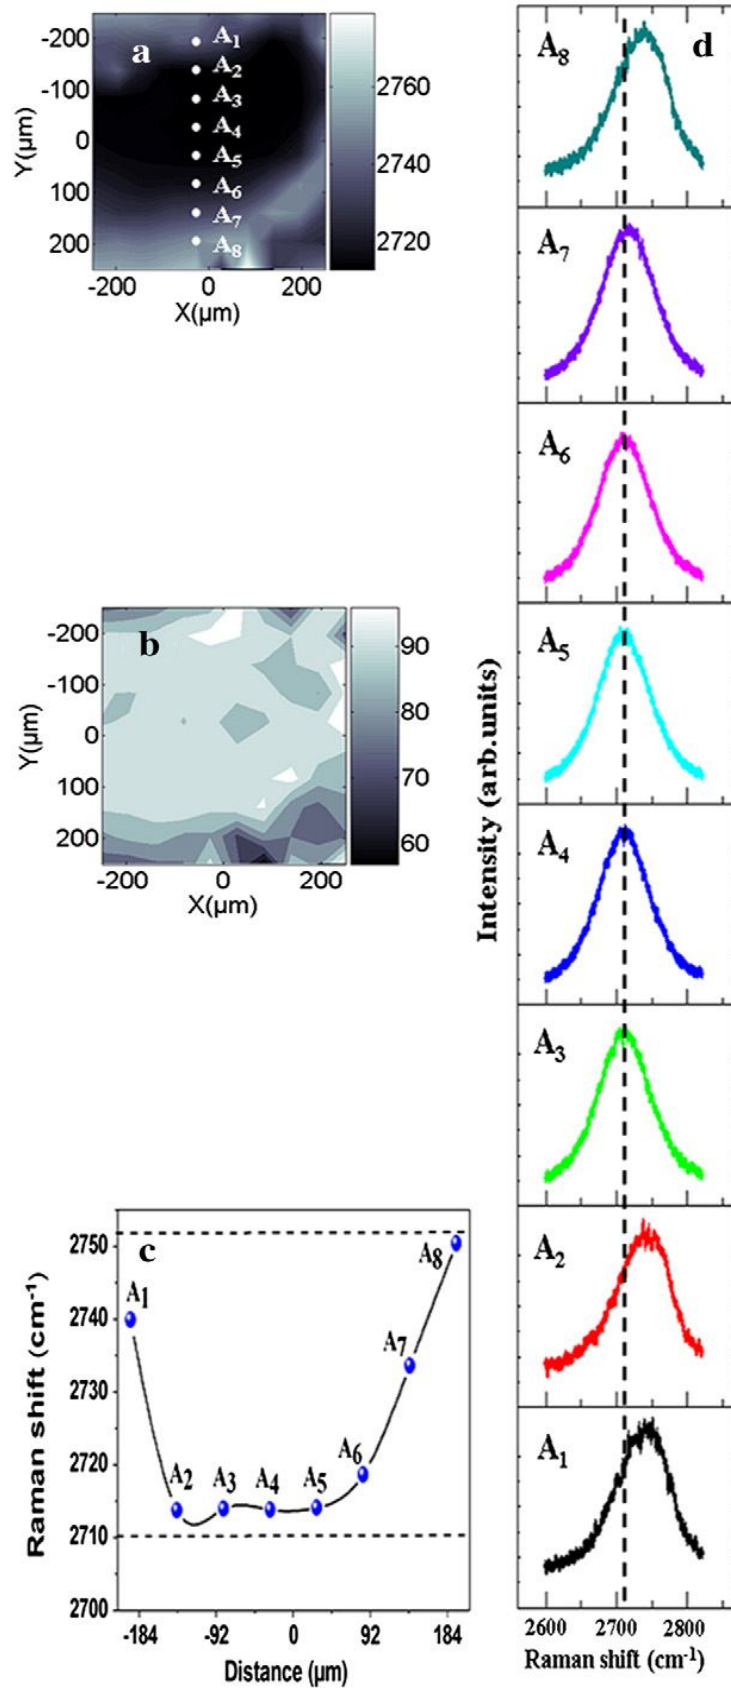 a
A1
A2
A3
A4
A5
A6
A7
A8
-200
-100
0
100
200
Y(µm)
-200 0 200
X(µm)
2760
2740
2720
b
-200
-100
0
100
200
Y(µm)
-200 0 200
X(µm)
90
80
70
60
c
2750
2740
2730
2720
2710
2700
Raman shift (cm-1)
A1
A2 A3 A4 A5
A6
A7
A8
-184 -92 0 92 184
Distance (µm)
d
A8
A7
A6
A5
A4
A3
A2
A1
Intensity (arb.units)
2600 2700 2800
Raman shift (cm-1)